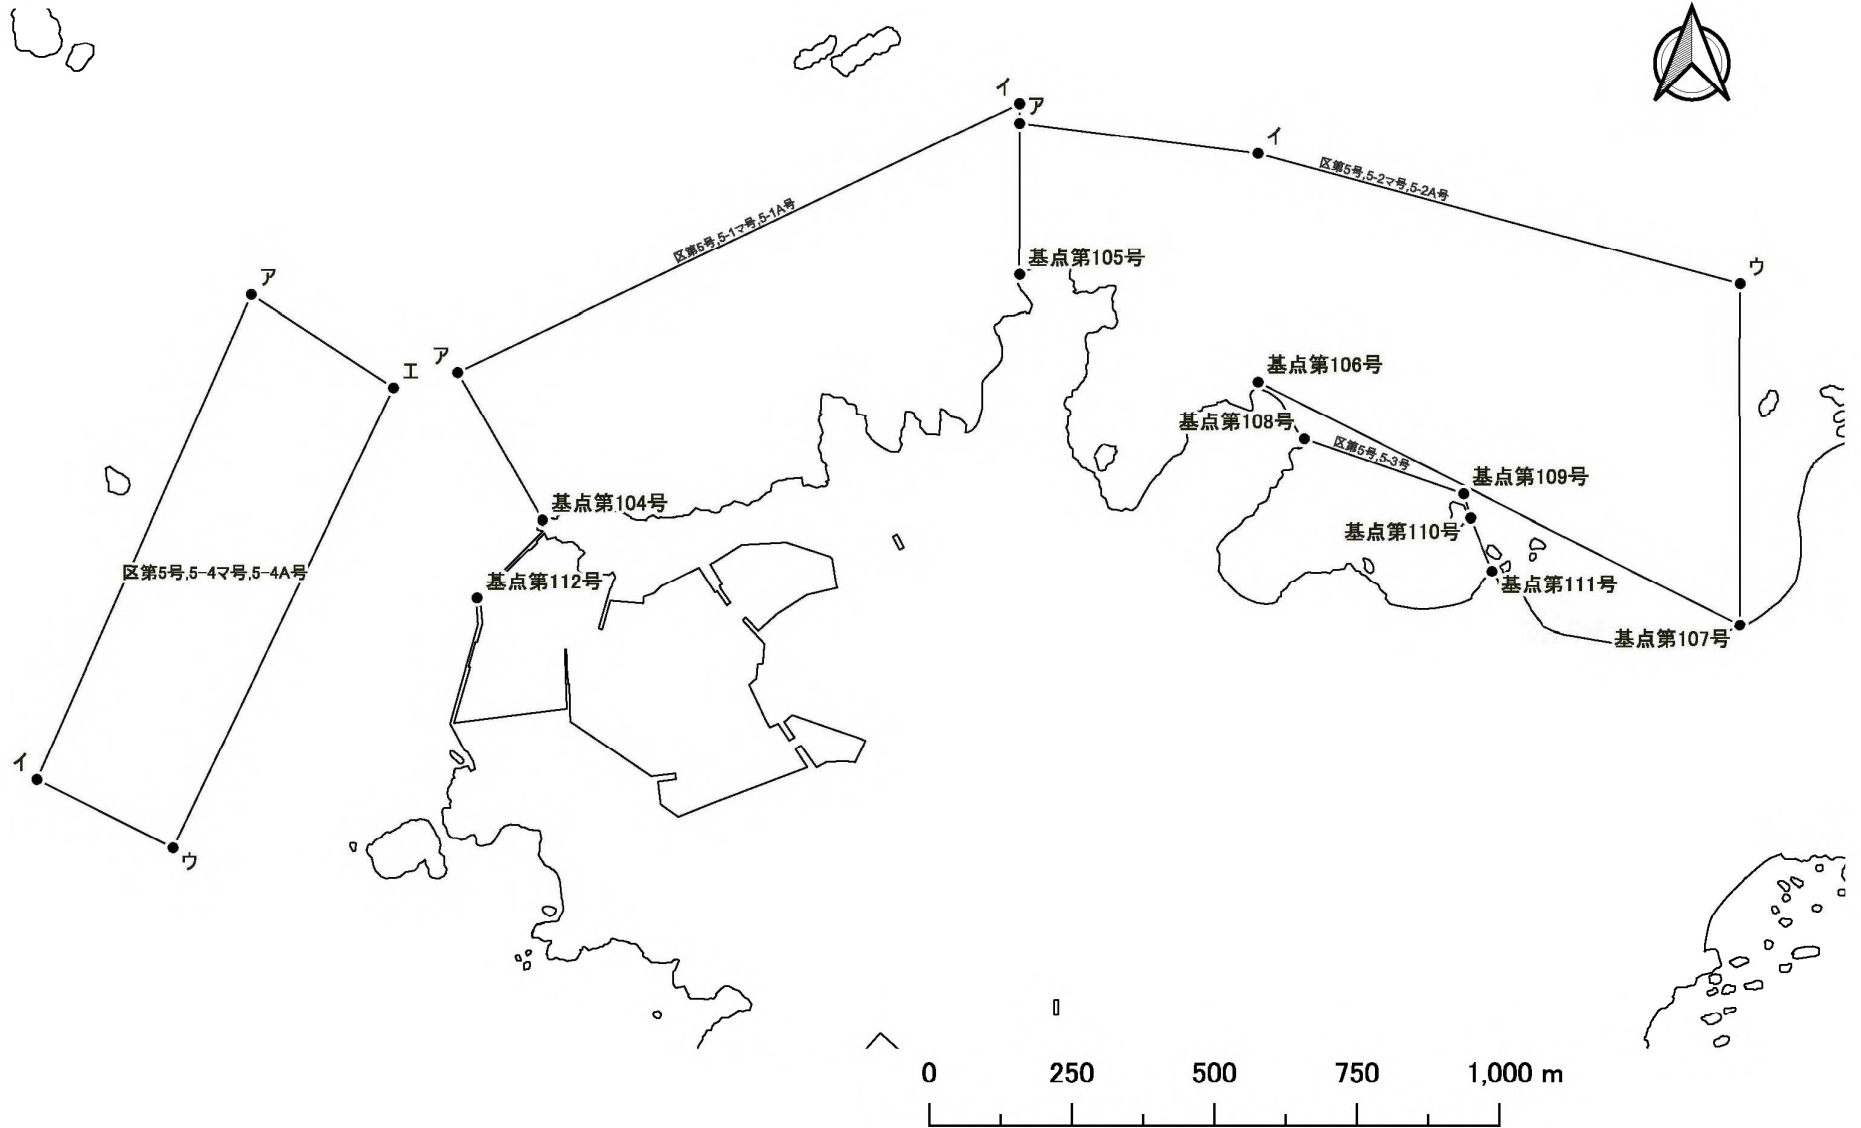 イ
ア
イ
区第5号,5-2マ号,5-2A号
区第5号,5-1マ号,5-1A号
基点第105号
ウ
ア
ア
エ
基点第106号
基点第108号
区第5号,5-3号
基点第109号
基点第104号
基点第110号
区第5号,5-4マ号,5-4A号
基点第112号
基点第111号
基点第107号
イ
ウ
0 250 500 750 1,000 m